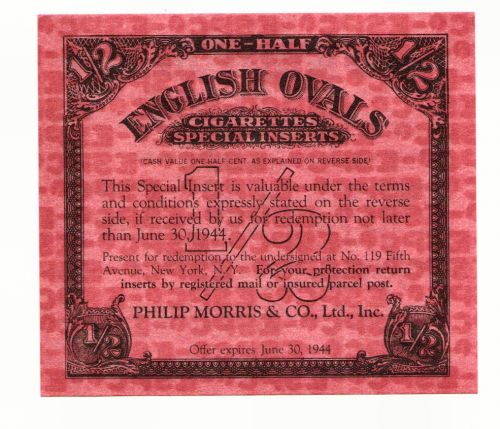 1/2 ONE-HALF 1/2
ENGLISH OVALS
CIGARETTES
SPECIAL INSERTS
(CASH VALUE ONE-HALF CENT, AS EXPLAINED ON REVERSE SIDE)
1/2
This Special Insert is valuable under the terms
and conditions expressly stated on the reverse
side, if received by us for redemption not later
than June 30, 1944.
Present for redemption to the undersigned at No. 119 Fifth
Avenue, New York, N.Y. For your protection return
inserts by registered mail or insured parcel post.
PHILIP MORRIS & CO., Ltd., Inc.
1/2 1/2
Offer expires June 30, 1944